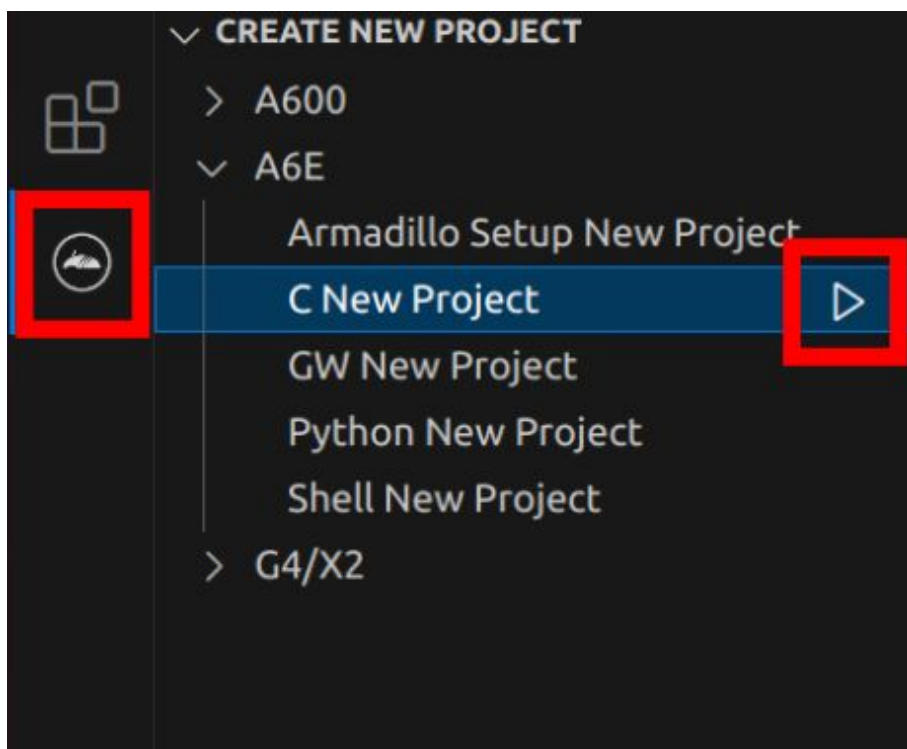 CREATE NEW PROJECT
A600
A6E
Armadillo Setup New Project
C New Project
GW New Project
Python New Project
Shell New Project
G4/X2